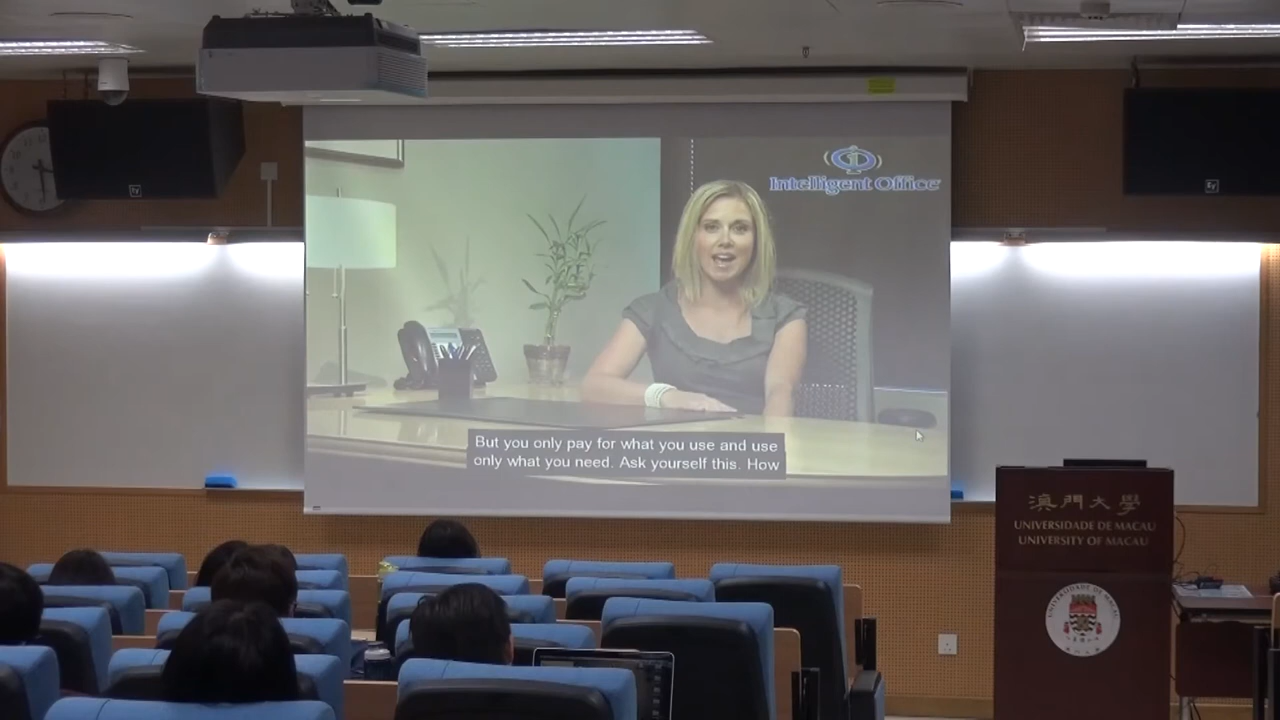 Intelligent Office
But you only pay for what you use and use
only what you need. Ask yourself this. How
澳門大學
UNIVERSIDADE DE MACAU
UNIVERSITY OF MACAU